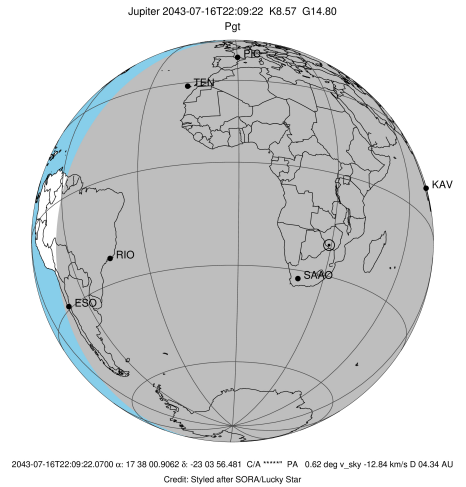 Jupiter 2043-07-16T22:09:22 K8.57 G14.80
Pgt
PIC
TEN
KAV
RIO
SAAO
ESO
2043-07-16T22:09:22.0700 α: 17 38 00.9062 δ: -23 03 56.481 C/A *****" PA 0.62 deg v_sky -12.84 km/s D 04.34 AU
Credit: Styled after SORA/Lucky Star